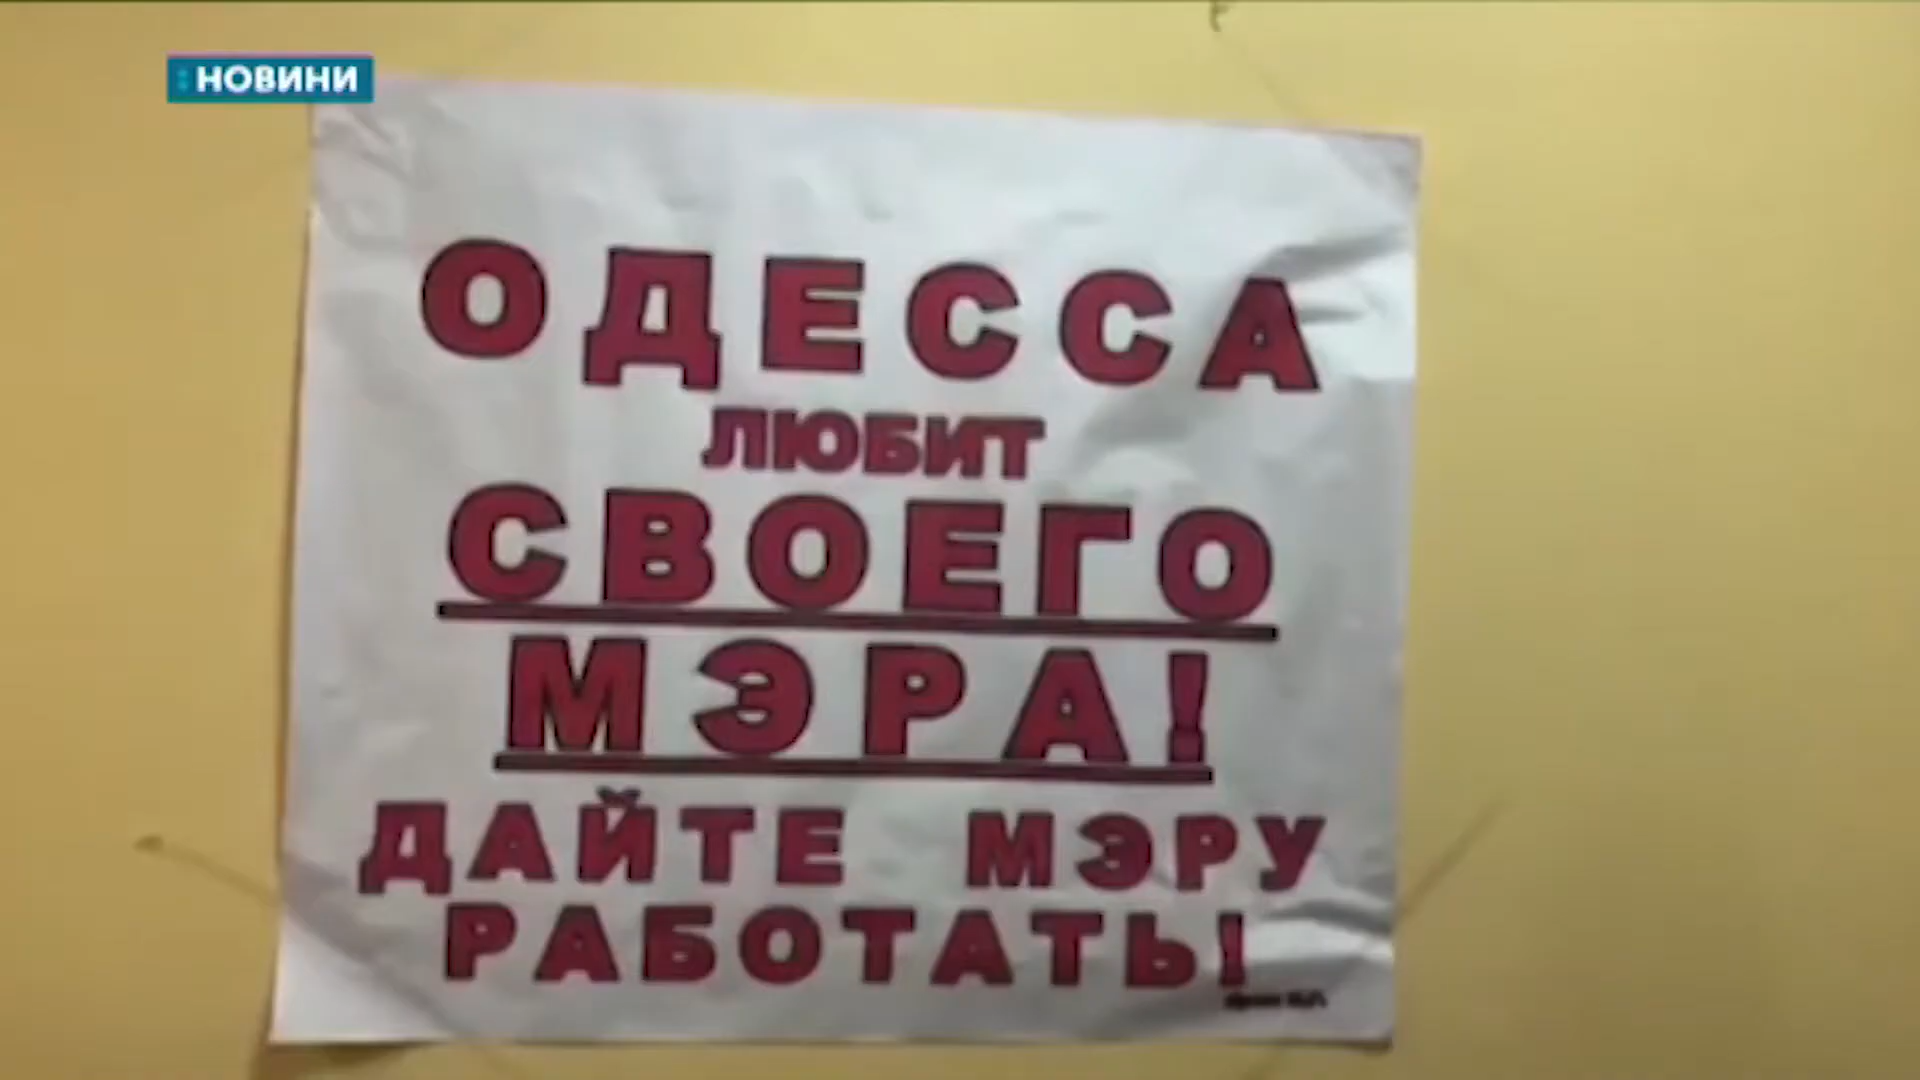 НОВИНИ
ОДЕССА
ЛЮБИТ
СВОЕГО
МЭРА!
ДАЙТЕ МЭРУ
РАБОТАТЬ!